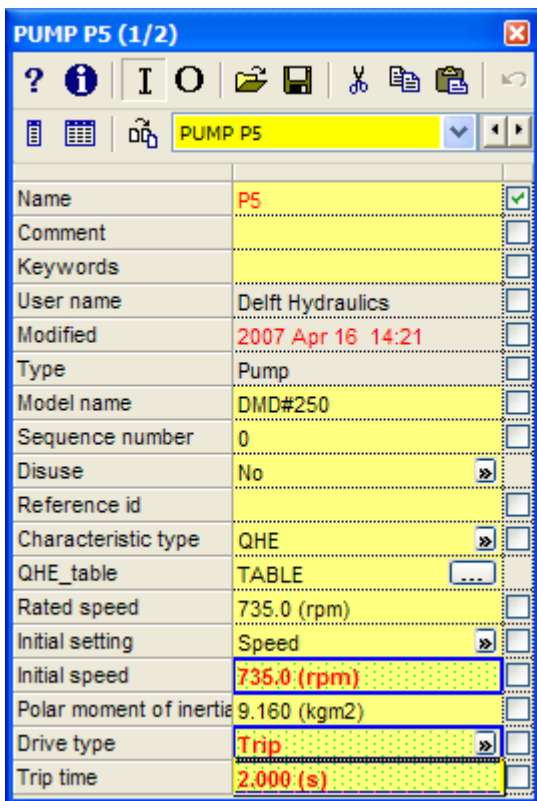 PUMP P5 (1/2)
? i I O
PUMP P5
Name P5
Comment
Keywords
User name Delft Hydraulics
Modified 2007 Apr 16 14:21
Type Pump
Model name DMD#250
Sequence number 0
Disuse No
Reference id
Characteristic type QHE
QHE_table TABLE ...
Rated speed 735.0 (rpm)
Initial setting Speed
Initial speed 735.0 (rpm)
Polar moment of inertia 9.160 (kgm2)
Drive type Trip
Trip time 2.000 (s)